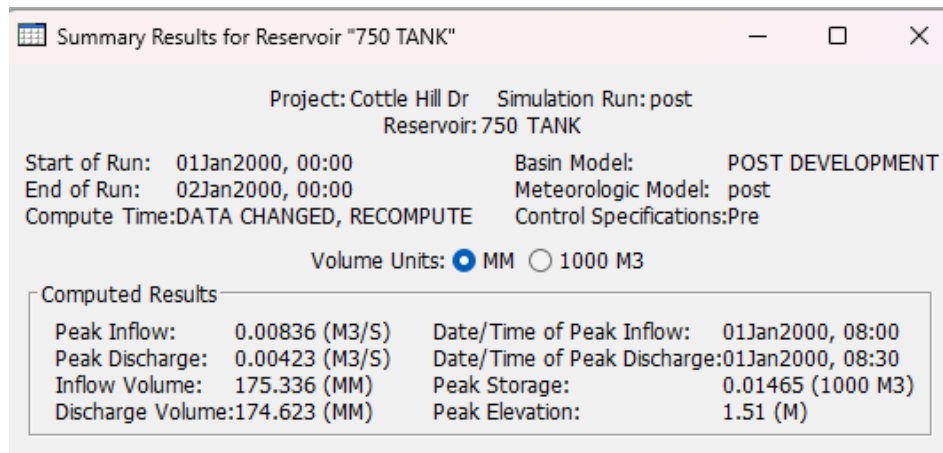 Summary Results for Reservoir "750 TANK"
Project: Cottle Hill Dr Simulation Run: post
Reservoir: 750 TANK
Start of Run: 01Jan2000, 00:00 Basin Model: POST DEVELOPMENT
End of Run: 02Jan2000, 00:00 Meteorologic Model: post
Compute Time:DATA CHANGED, RECOMPUTE Control Specifications:Pre
Volume Units: MM 1000 M3
Computed Results
Peak Inflow: 0.00836 (M3/S) Date/Time of Peak Inflow: 01Jan2000, 08:00
Peak Discharge: 0.00423 (M3/S) Date/Time of Peak Discharge:01Jan2000, 08:30
Inflow Volume: 175.336 (MM) Peak Storage: 0.01465 (1000 M3)
Discharge Volume:174.623 (MM) Peak Elevation: 1.51 (M)